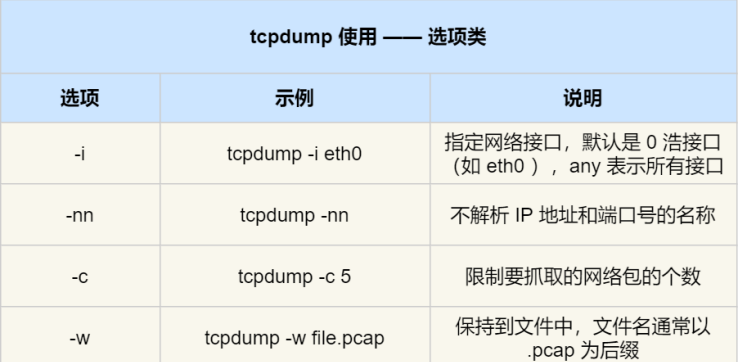 tcpdump 使用 —— 选项类
选项 示例 说明
-i tcpdump -i eth0 指定网络接口，默认是 0 浩接口
（如 eth0 ），any 表示所有接口
-nn tcpdump -nn 不解析 IP 地址和端口号的名称
-c tcpdump -c 5 限制要抓取的网络包的个数
-w tcpdump -w file.pcap 保持到文件中，文件名通常以
.pcap 为后缀